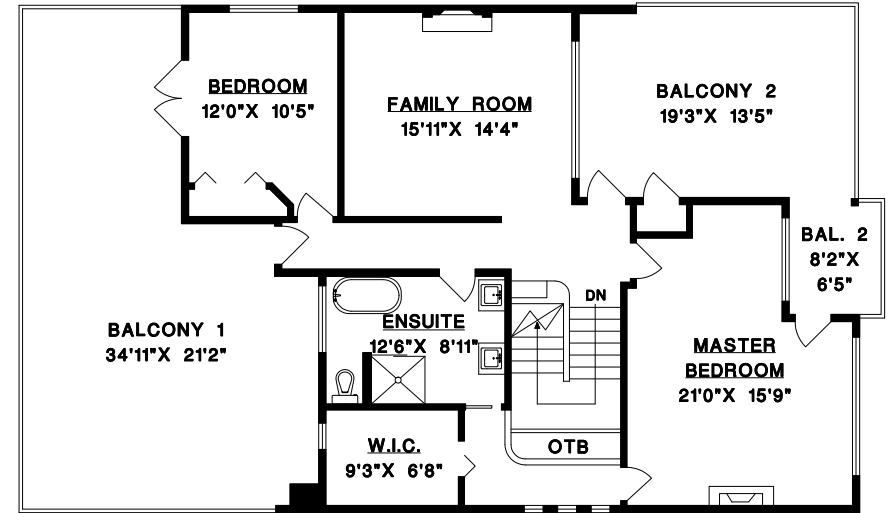 BEDROOM
12'0"X 10'5"
FAMILY ROOM
15'11"X 14'4"
BALCONY 2
19'3"X 13'5"
BAL. 2
8'2"X
6'5"
DN
BALCONY 1
34'11"X 21'2"
ENSUITE
12'6"X 8'11"
MASTER
BEDROOM
21'0"X 15'9"
W.I.C.
9'3"X 6'8"
OTB